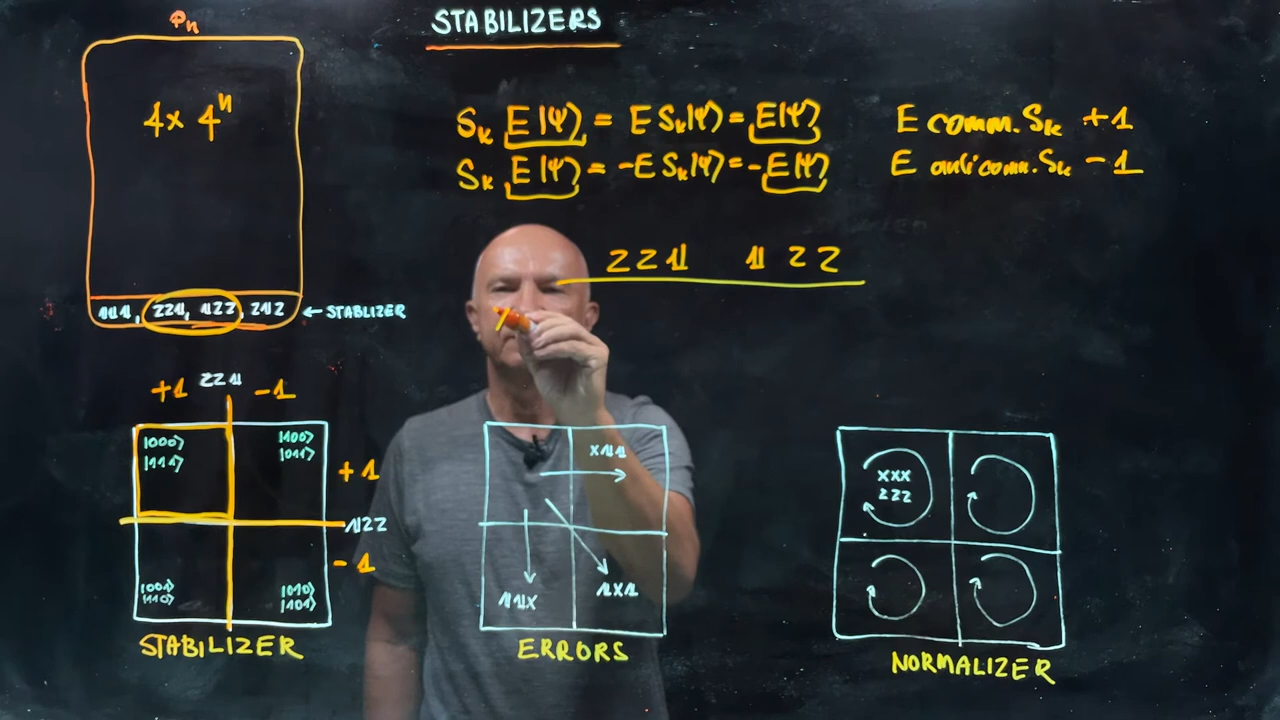 STABILIZERS
Pn
4x 4^n
Sk E|Ψ⟩ = E Sk|Ψ⟩ = E|Ψ⟩ E comm. Sk +1
Sk E|Ψ⟩ = -E Sk|Ψ⟩ = -E|Ψ⟩ E anticomm. Sk -1
ZZ𝟙 𝟙ZZ
𝟙𝟙𝟙, ZZ𝟙, 𝟙ZZ, Z𝟙Z ← STABLIZER
+1 ZZ𝟙 -1
|000⟩ |100⟩
|111⟩ |011⟩
+1
𝟙ZZ
-1
|001⟩ |010⟩
|110⟩ |101⟩
STABILIZER
X𝟙𝟙
𝟙𝟙X 𝟙X𝟙
ERRORS
XXX
ZZZ
NORMALIZER